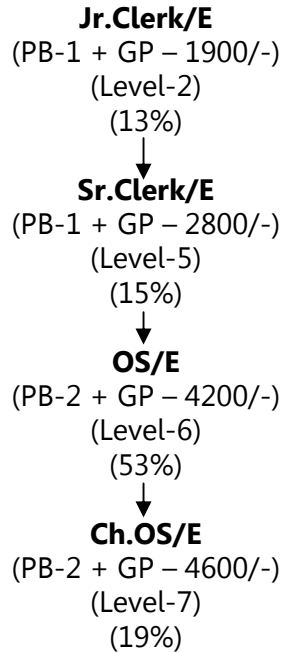 Jr.Clerk/E
(PB-1 + GP – 1900/-)
(Level-2)
(13%)
Sr.Clerk/E
(PB-1 + GP – 2800/-)
(Level-5)
(15%)
OS/E
(PB-2 + GP – 4200/-)
(Level-6)
(53%)
Ch.OS/E
(PB-2 + GP – 4600/-)
(Level-7)
(19%)